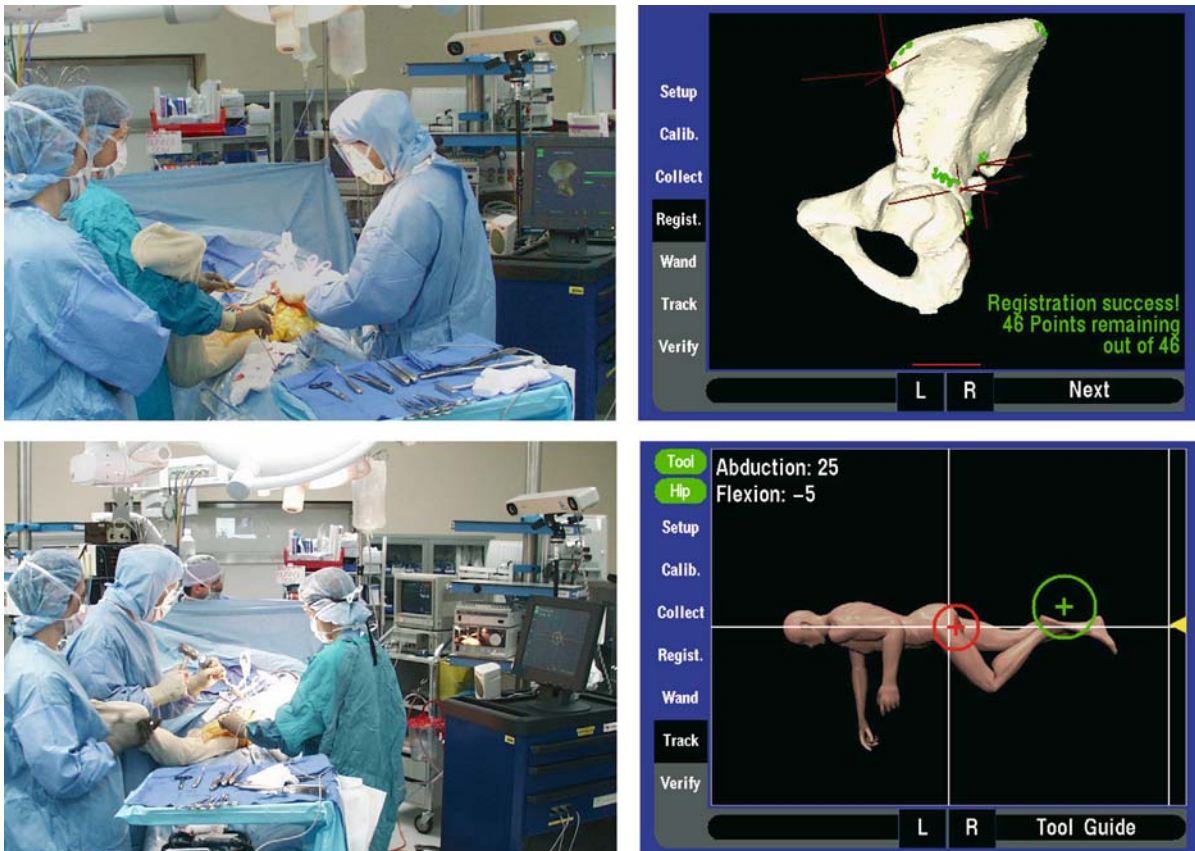 Setup
Calib.
Collect
Regist.
Wand
Track
Verify
Registration success!
46 Points remaining
out of 46
L R Next
Tool
Hip
Abduction: 25
Flexion: -5
Setup
Calib.
Collect
Regist.
Wand
Track
Verify
L R Tool Guide